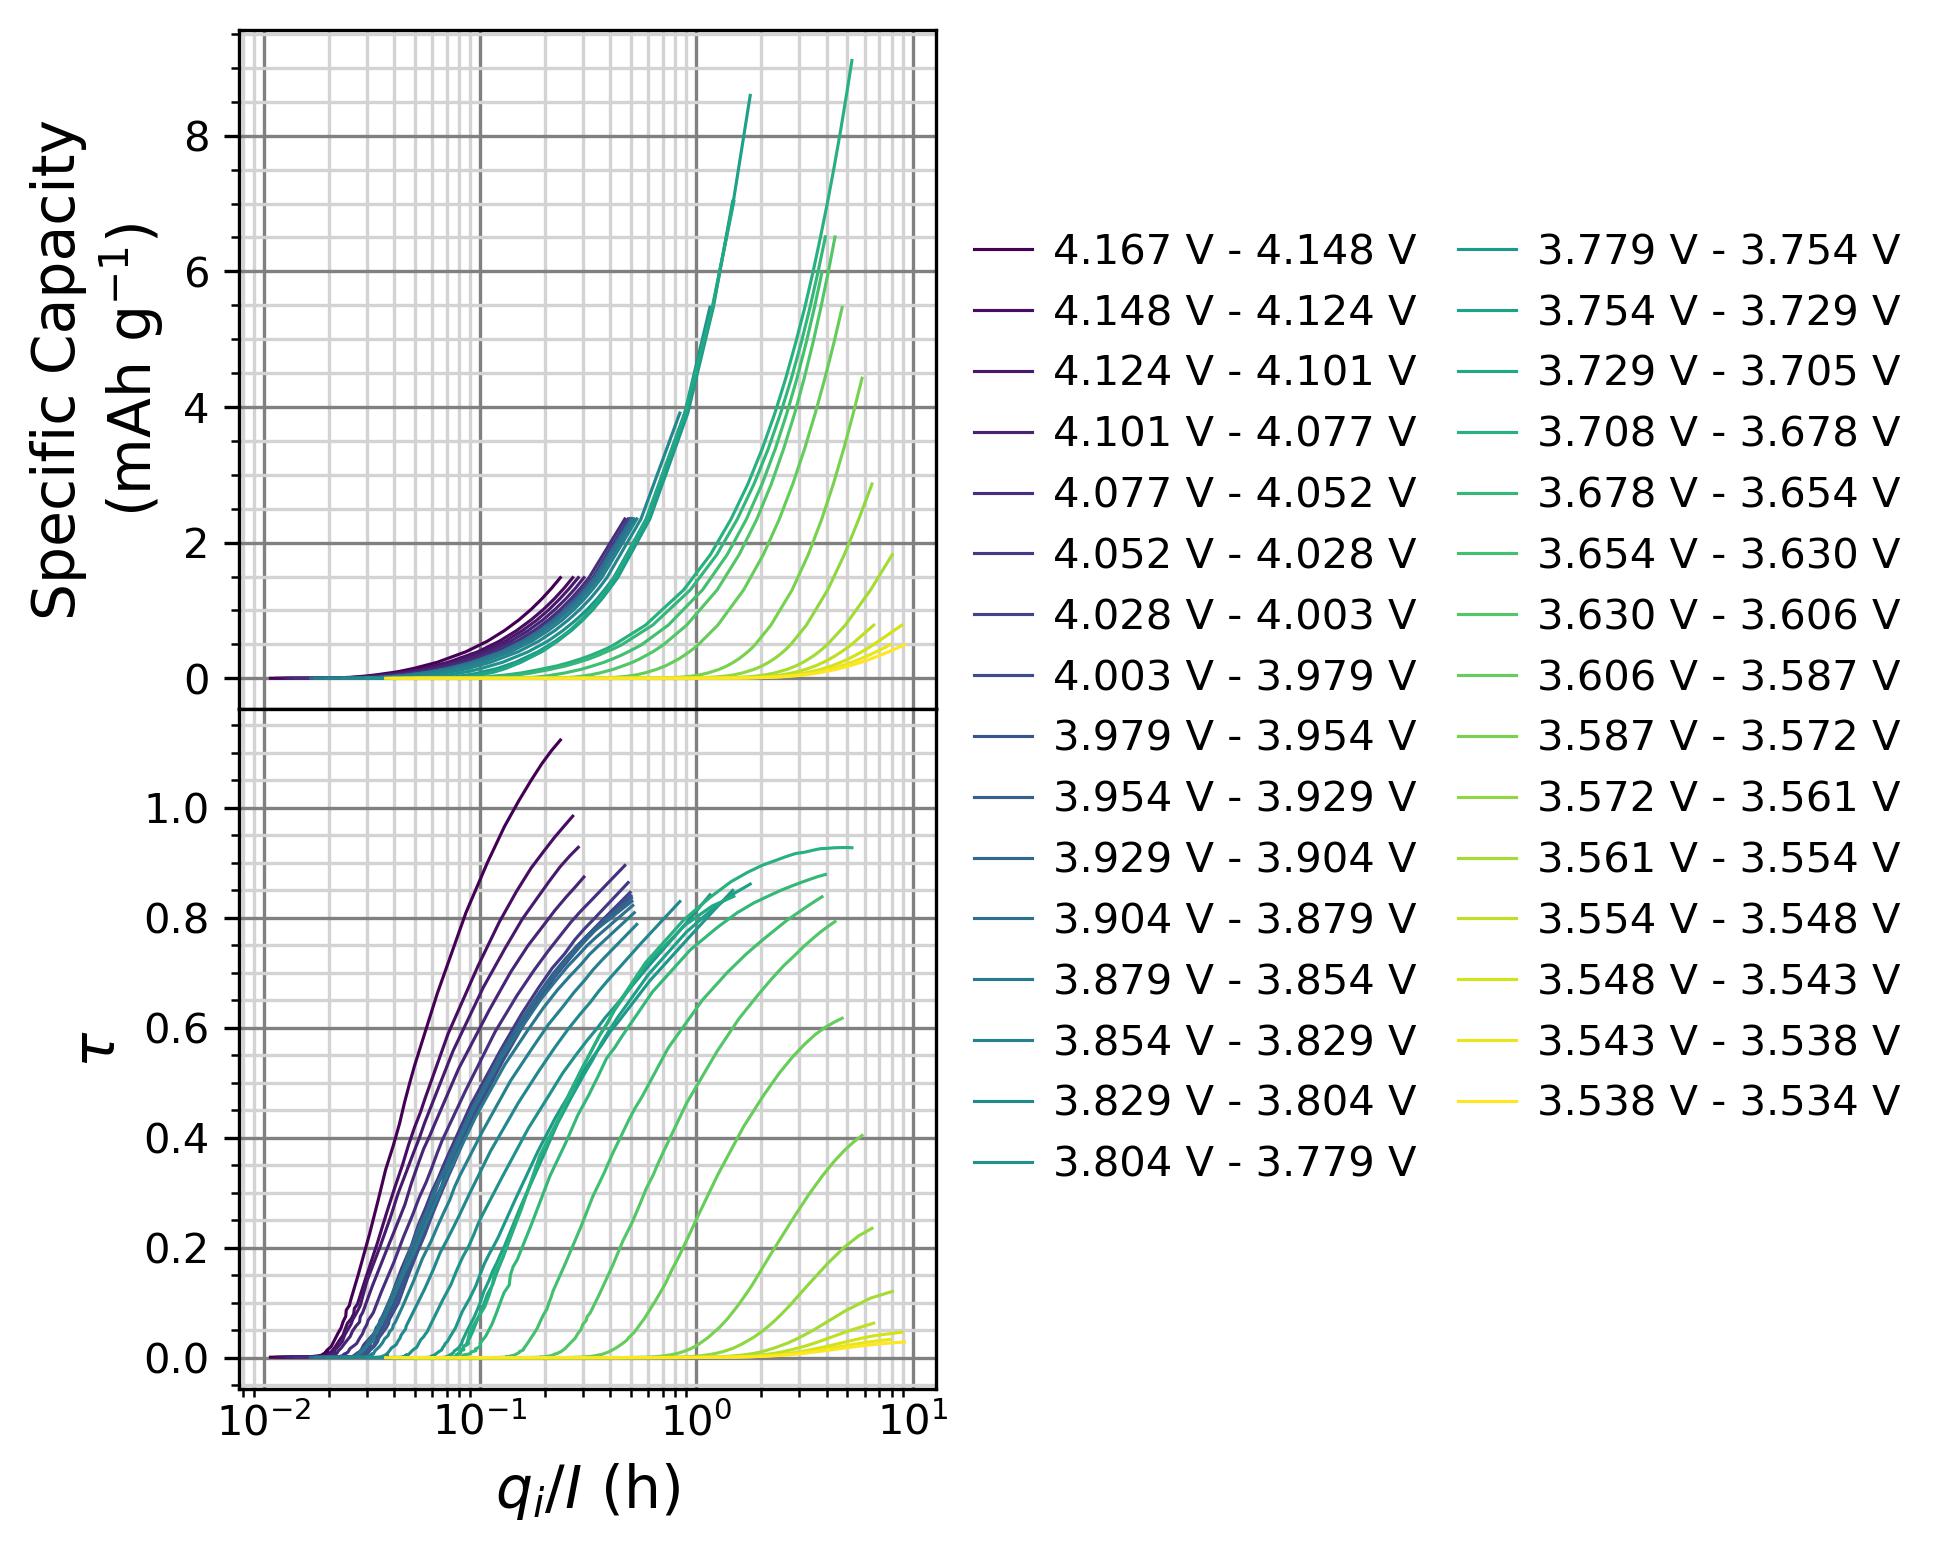 Specific Capacity
(mAh g⁻¹)
8
6
4
2
0
τ
1.0
0.8
0.6
0.4
0.2
0.0
10⁻² 10⁻¹ 10⁰ 10¹
qᵢ/I (h)
4.167 V - 4.148 V
4.148 V - 4.124 V
4.124 V - 4.101 V
4.101 V - 4.077 V
4.077 V - 4.052 V
4.052 V - 4.028 V
4.028 V - 4.003 V
4.003 V - 3.979 V
3.979 V - 3.954 V
3.954 V - 3.929 V
3.929 V - 3.904 V
3.904 V - 3.879 V
3.879 V - 3.854 V
3.854 V - 3.829 V
3.829 V - 3.804 V
3.804 V - 3.779 V
3.779 V - 3.754 V
3.754 V - 3.729 V
3.729 V - 3.705 V
3.708 V - 3.678 V
3.678 V - 3.654 V
3.654 V - 3.630 V
3.630 V - 3.606 V
3.606 V - 3.587 V
3.587 V - 3.572 V
3.572 V - 3.561 V
3.561 V - 3.554 V
3.554 V - 3.548 V
3.548 V - 3.543 V
3.543 V - 3.538 V
3.538 V - 3.534 V